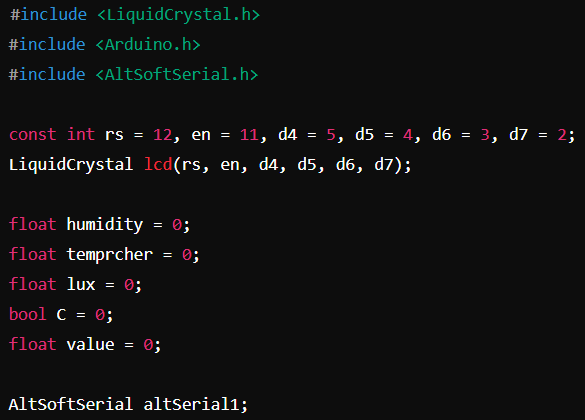 #include <LiquidCrystal.h>
#include <Arduino.h>
#include <AltSoftSerial.h>
const int rs = 12, en = 11, d4 = 5, d5 = 4, d6 = 3, d7 = 2;
LiquidCrystal lcd(rs, en, d4, d5, d6, d7);
float humidity = 0;
float temprcher = 0;
float lux = 0;
bool C = 0;
float value = 0;
AltSoftSerial altSerial1;